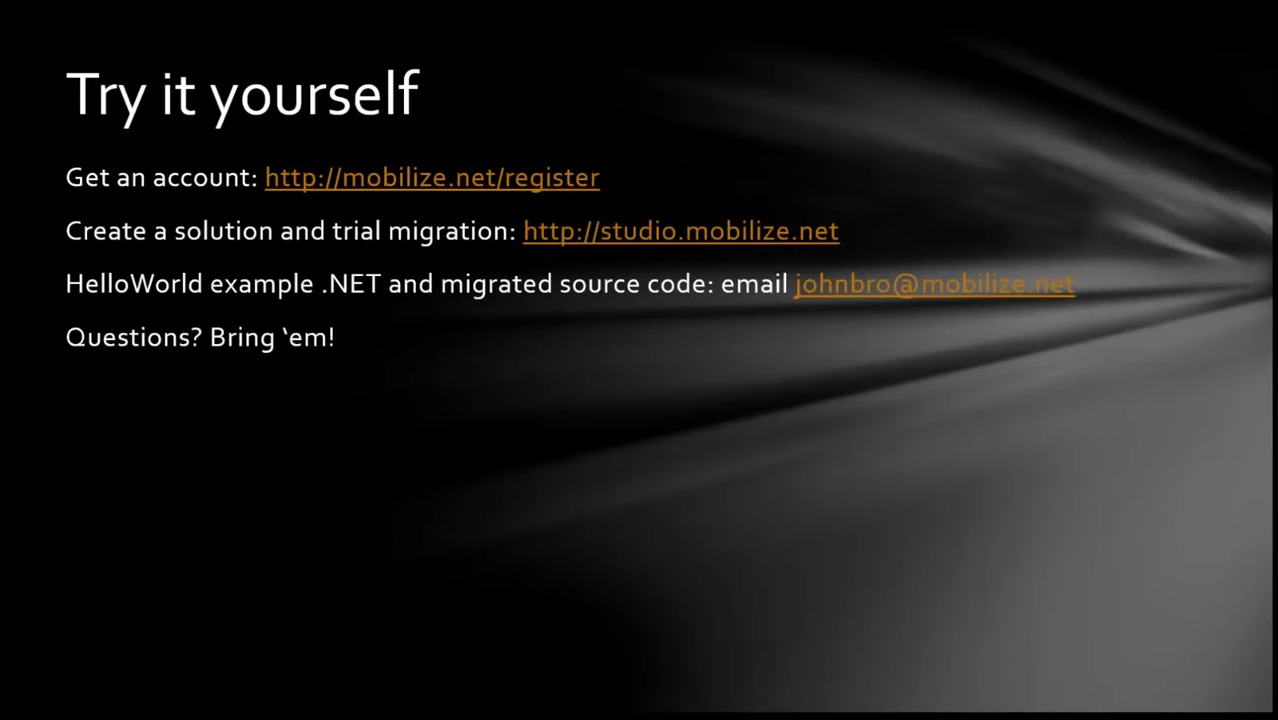 Try it yourself
Get an account: http://mobilize.net/register
Create a solution and trial migration: http://studio.mobilize.net
HelloWorld example .NET and migrated source code: email johnbro@mobilize.net
Questions? Bring ‘em!